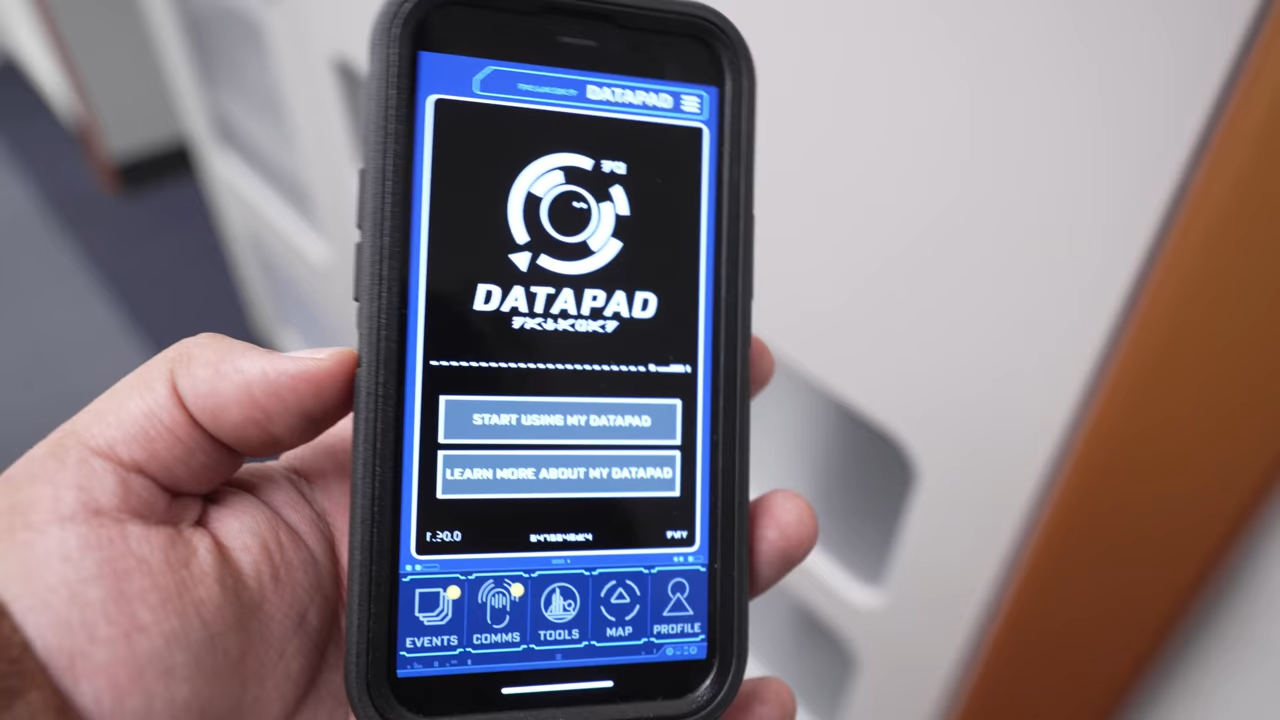 DATAPAD
DATAPAD
START USING MY DATAPAD
LEARN MORE ABOUT MY DATAPAD
EVENTS
COMMS
TOOLS
MAP
PROFILE